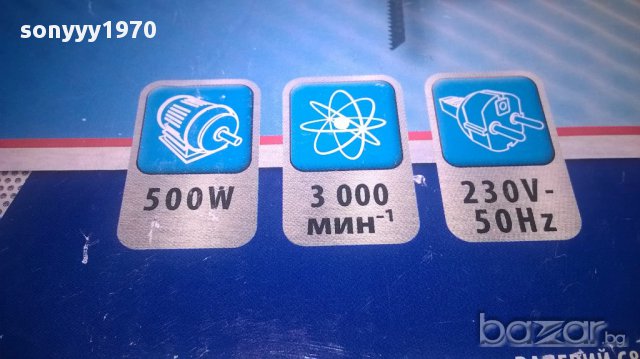 sonyyy1970
500W
3 000
МИН⁻¹
230V-
50Hz
bazar.bg